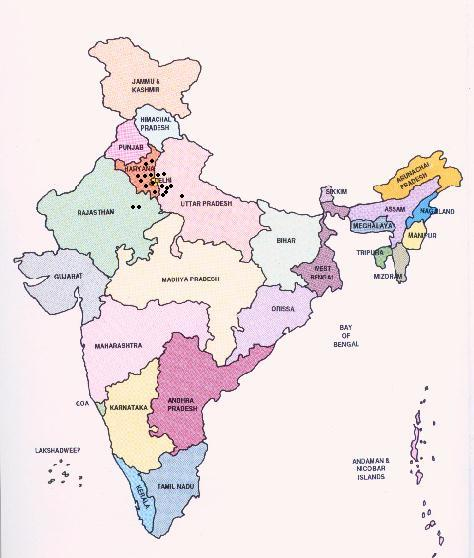 JAMMU &
KASHMIR
HIMACHAL
PRADESH
PUNJAB
HARYANA
DELHI
ARUNACHAL
PRADESH
RAJASTHAN
UTTAR PRADESH
SIKKIM
ASSAM
NAGALAND
MEGHALAYA
MANIPUR
BIHAR
TRIPURA
MIZORAM
GUJARAT
MADHYA PRADESH
WEST
BENGAL
ORISSA
MAHARASHTRA
BAY
OF
BENGAL
GOA
KARNATAKA
ANDHRA
PRADESH
LAKSHADWEEP
ANDAMAN &
NICOBAR
ISLANDS
KERALA
TAMIL NADU